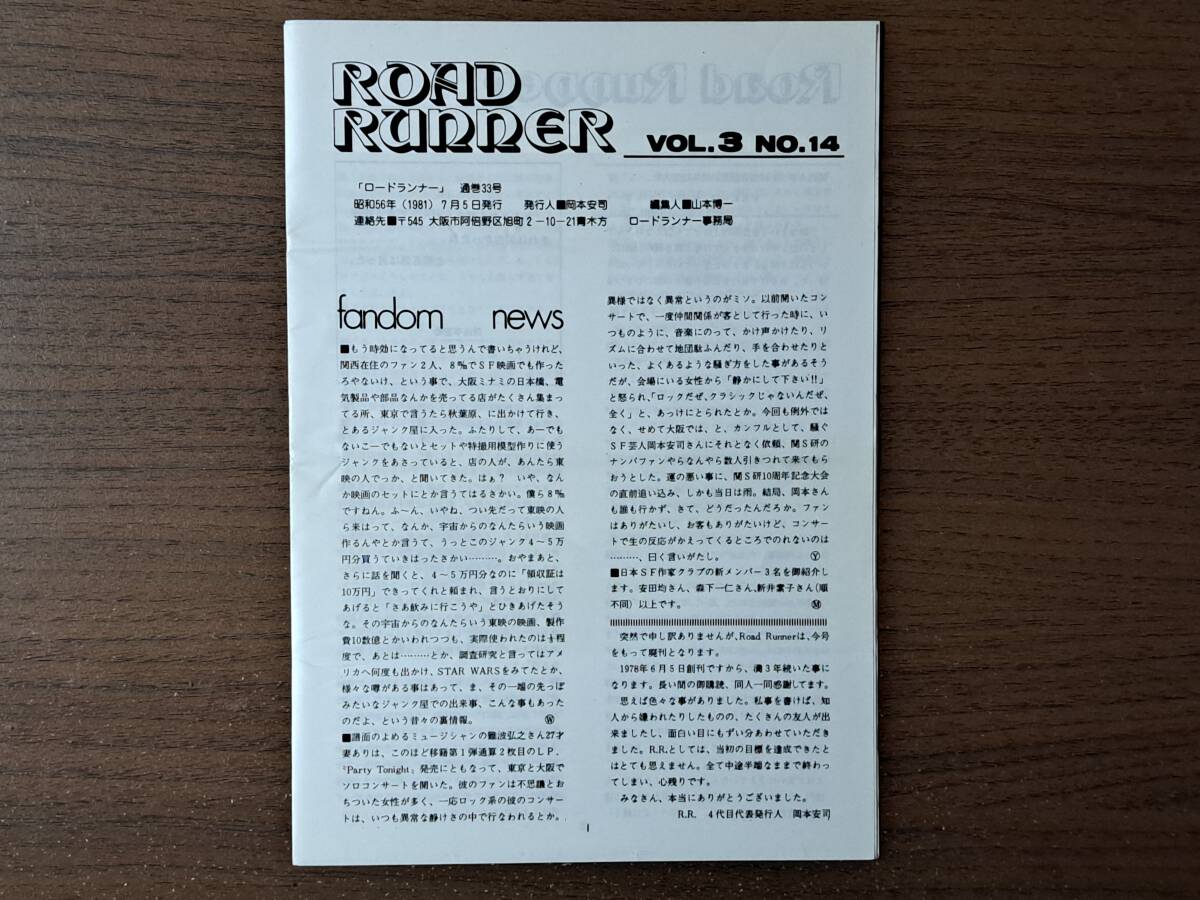 ROAD
RUNNER
VOL.3 NO.14
「ロードランナー」 通巻33号
昭和56年(1981)7月5日発行 発行人■岡本安司 編集人■山本博一
連絡先■〒545 大阪市阿倍野区旭町2−10−21青木方 ロードランナー事務局
fandom news
■もう時効になってると思うんで書いちゃうけれど、
関西在住のファン2人、8㎜でSF映画でも作った
ろやないけ、という事で、大阪ミナミの日本橋、電
気製品や部品なんかを売ってる店がたくさん集まっ
てる所、東京で言うたら秋葉原、に出かけて行き、
とあるジャンク屋に入った。ふたりして、あーでも
ないこーでもないとセットや特撮用模型作りに使う
ジャンクをあさっていると、店の人が、あんたら東
映の人でっか、と聞いてきた。はぁ? いや、なん
か映画のセットにとか言うてはるさかい。僕ら8㎜
ですねん。ふ〜ん、いやね、つい先だって東映の人
ら来はって、なんか、宇宙からのなんたらいう映画
作るんやとか言うて、うっとこのジャンク4〜5万
円分買うていきはったさかい………。おやまあと、
さらに話を聞くと、4〜5万円分なのに「領収証は
10万円」できってくれと頼まれ、言うとおりにして
あげると「さあ飲みに行こうや」とひきあげたそう
な。その宇宙からのなんたらいう東映の映画、製作
費10数億とかいわれつつも、実際使われたのは⅓程
度で、あとは………とか、調査研究と言ってはアメ
リカへ何度も出かけ、STAR WARSをみてたとか、
様々な噂がある事はあって、ま、その一端の先っぽ
みたいなジャンク屋での出来事、こんな事もあった
のだよ、という昔々の裏情報。 Ⓦ
■譜面のよめるミュージシャンの難波弘之さん27才
妻ありは、このほど移籍第1弾通算2枚目のLP.
“Party Tonight„ 発売にともなって、東京と大阪で
ソロコンサートを開いた。彼のファンは不思議とお
ちついた女性が多く、一応ロック系の彼のコンサー
トは、いつも異常な静けさの中で行なわれるとか。
異様ではなく異常というのがミソ。以前開いたコン
サートで、一度仲間関係が客として行った時に、い
つものように、音楽にのって、かけ声かけたり、リ
ズムに合わせて地団駄ふんだり、手を合わせたりと
いった、よくあるような騒ぎ方をした事があるそう
だが、会場にいる女性から「静かにして下さい!!」
と怒られ、「ロックだぜ、クラシックじゃないんだぜ、
全く」と、あっけにとられたとか。今回も例外では
なく、せめて大阪では、と、カンフルとして、騒ぐ
SF芸人岡本安司さんにそれとなく依頼、関S研の
ナンパファンやらなんやら数人引きつれて来てもら
おうとした。運の悪い事に、関S研10周年記念大会
の直前追い込み、しかも当日は雨。結局、岡本さん
も誰も行かず、さて、どうだったんだろか。ファン
はありがたいし、お客もありがたいけど、コンサー
トで生の反応がかえってくるところでのれないのは
………、曰く言いがたし。 Ⓨ
■日本SF作家クラブの新メンバー3名を御紹介し
ます。安田均さん、森下一仁さん、新井素子さん(順
不同)以上です。 Ⓜ
突然で申し訳ありませんが、Road Runnerは、今号
をもって廃刊となります。
1978年6月5日創刊ですから、満3年続いた事に
なります。長い間の御購読、同人一同感謝してます。
思えば色々な事がありました。私事を書けば、知
人から嫌われたりしたものの、たくさんの友人が出
来ましたし、面白い目にもずい分あわせていただき
ました。R.R.としては、当初の目標を達成できたと
はとても思えません。全て中途半端なままで終わっ
てしまい、心残りです。
みなさん、本当にありがとうございました。
R.R. 4代目代表発行人 岡本安司
1